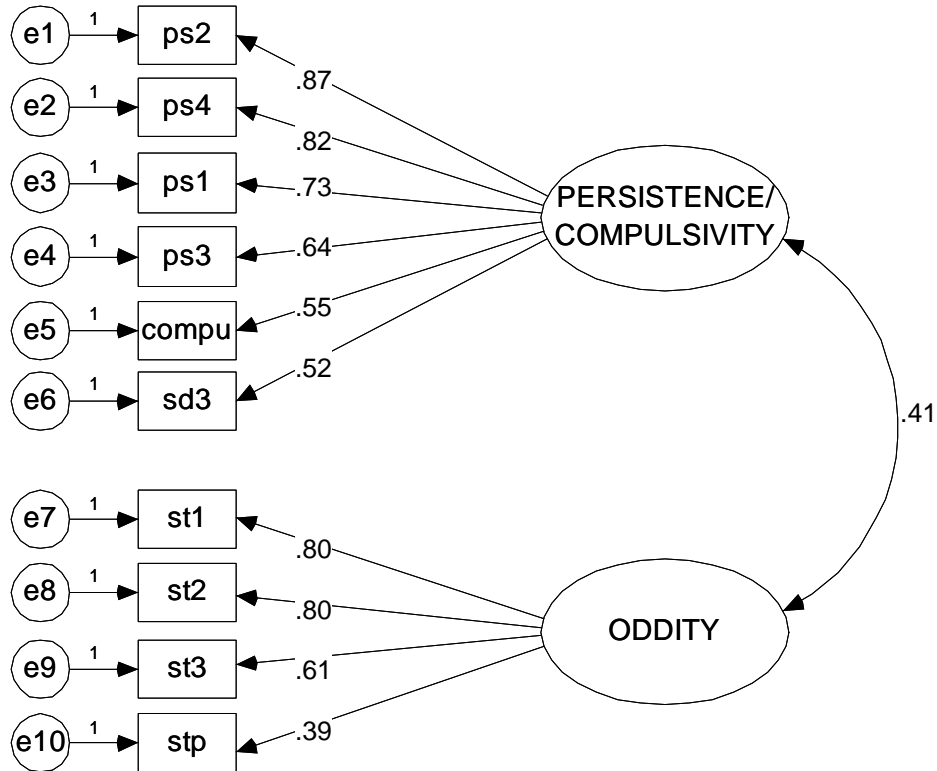 e1 1 ps2
.87
e2 1 ps4
.82
e3 1 ps1
.73
PERSISTENCE/
COMPULSIVITY
e4 1 ps3
.64
e5 1 compu
.55
e6 1 sd3
.52
.41
e7 1 st1
.80
e8 1 st2
.80
ODDITY
e9 1 st3
.61
e10 1 stp
.39